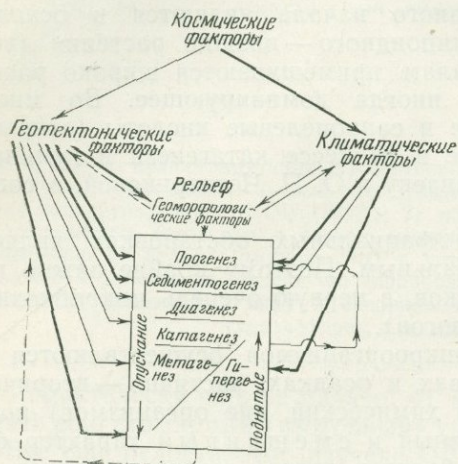 Космические
факторы
Геотектонические
факторы
Климатические
факторы
Рельеф
Геоморфологи-
ческие факторы
Прогенез
Седиментогенез
Диагенез
Катагенез
Метаге-
нез
Ги-
перге-
нез
Опускание
Поднятие